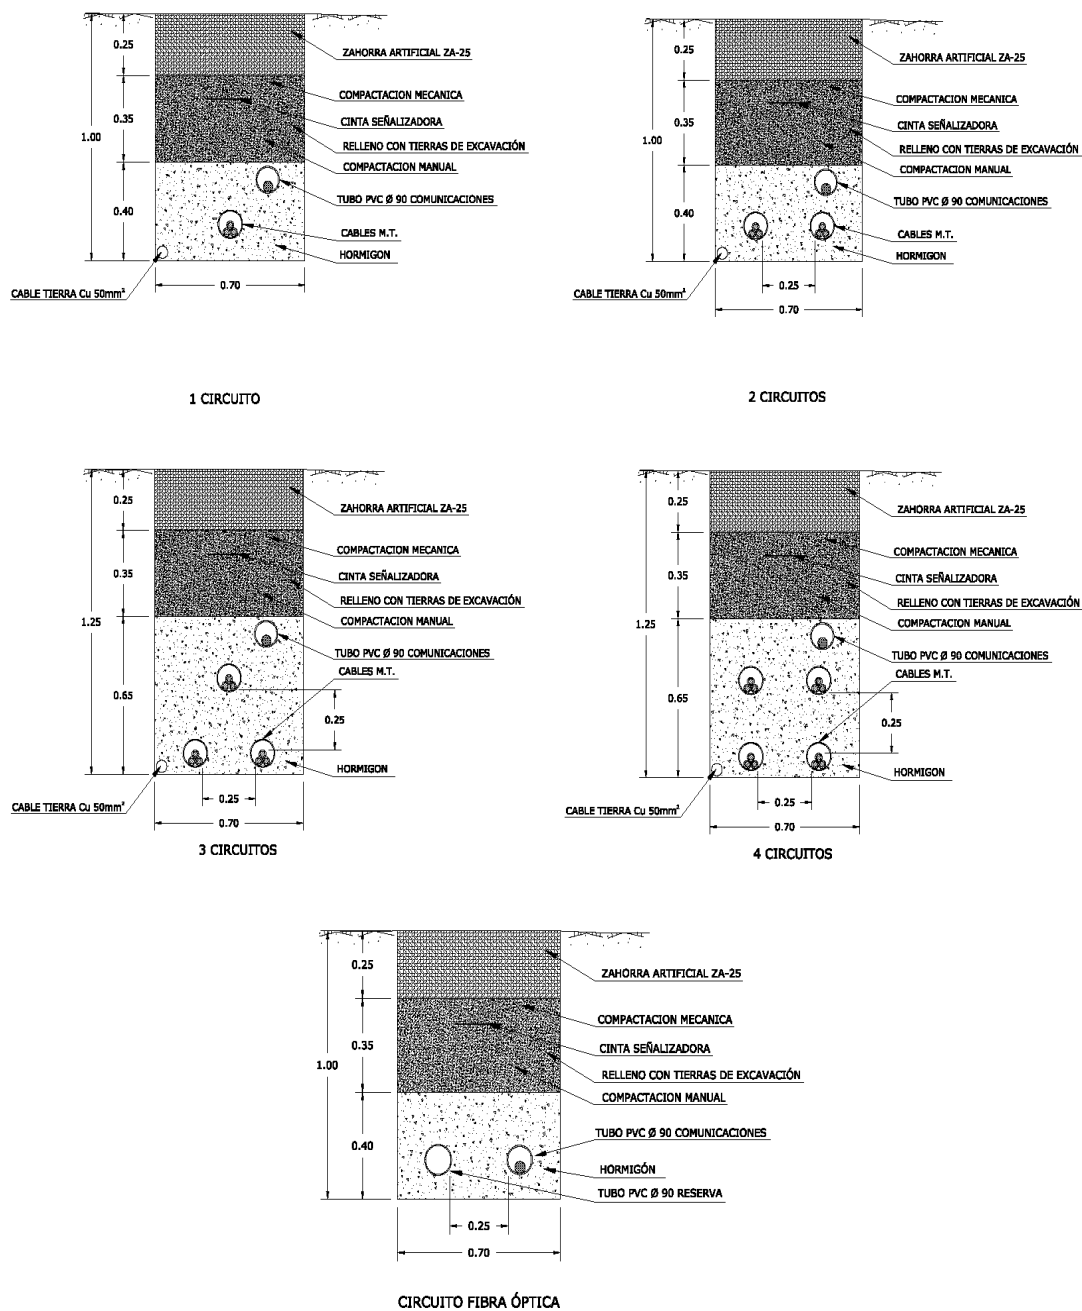 0.25
ZAHORRA ARTIFICIAL ZA-25
COMPACTACION MECANICA
0.35
CINTA SEÑALIZADORA
1.00
RELLENO CON TIERRAS DE EXCAVACIÓN
COMPACTACION MANUAL
TUBO PVC Ø 90 COMUNICACIONES
0.40
CABLES M.T.
HORMIGON
CABLE TIERRA Cu 50mm²
0.70
1 CIRCUITO
0.25
ZAHORRA ARTIFICIAL ZA-25
COMPACTACION MECANICA
0.35
CINTA SEÑALIZADORA
1.00
RELLENO CON TIERRAS DE EXCAVACIÓN
COMPACTACION MANUAL
TUBO PVC Ø 90 COMUNICACIONES
0.40
CABLES M.T.
HORMIGON
CABLE TIERRA Cu 50mm²
0.25
0.70
2 CIRCUITOS
0.25
ZAHORRA ARTIFICIAL ZA-25
COMPACTACION MECANICA
0.35
CINTA SEÑALIZADORA
RELLENO CON TIERRAS DE EXCAVACIÓN
1.25
COMPACTACION MANUAL
TUBO PVC Ø 90 COMUNICACIONES
CABLES M.T.
0.65
0.25
HORMIGON
CABLE TIERRA Cu 50mm²
0.25
0.70
3 CIRCUITOS
0.25
ZAHORRA ARTIFICIAL ZA-25
COMPACTACION MECANICA
0.35
CINTA SEÑALIZADORA
RELLENO CON TIERRAS DE EXCAVACIÓN
1.25
COMPACTACION MANUAL
TUBO PVC Ø 90 COMUNICACIONES
CABLES M.T.
0.65
0.25
HORMIGON
CABLE TIERRA Cu 50mm²
0.25
0.70
4 CIRCUITOS
0.25
ZAHORRA ARTIFICIAL ZA-25
COMPACTACION MECANICA
0.35
CINTA SEÑALIZADORA
1.00
RELLENO CON TIERRAS DE EXCAVACIÓN
COMPACTACION MANUAL
TUBO PVC Ø 90 COMUNICACIONES
0.40
HORMIGÓN
TUBO PVC Ø 90 RESERVA
0.25
0.70
CIRCUITO FIBRA ÓPTICA